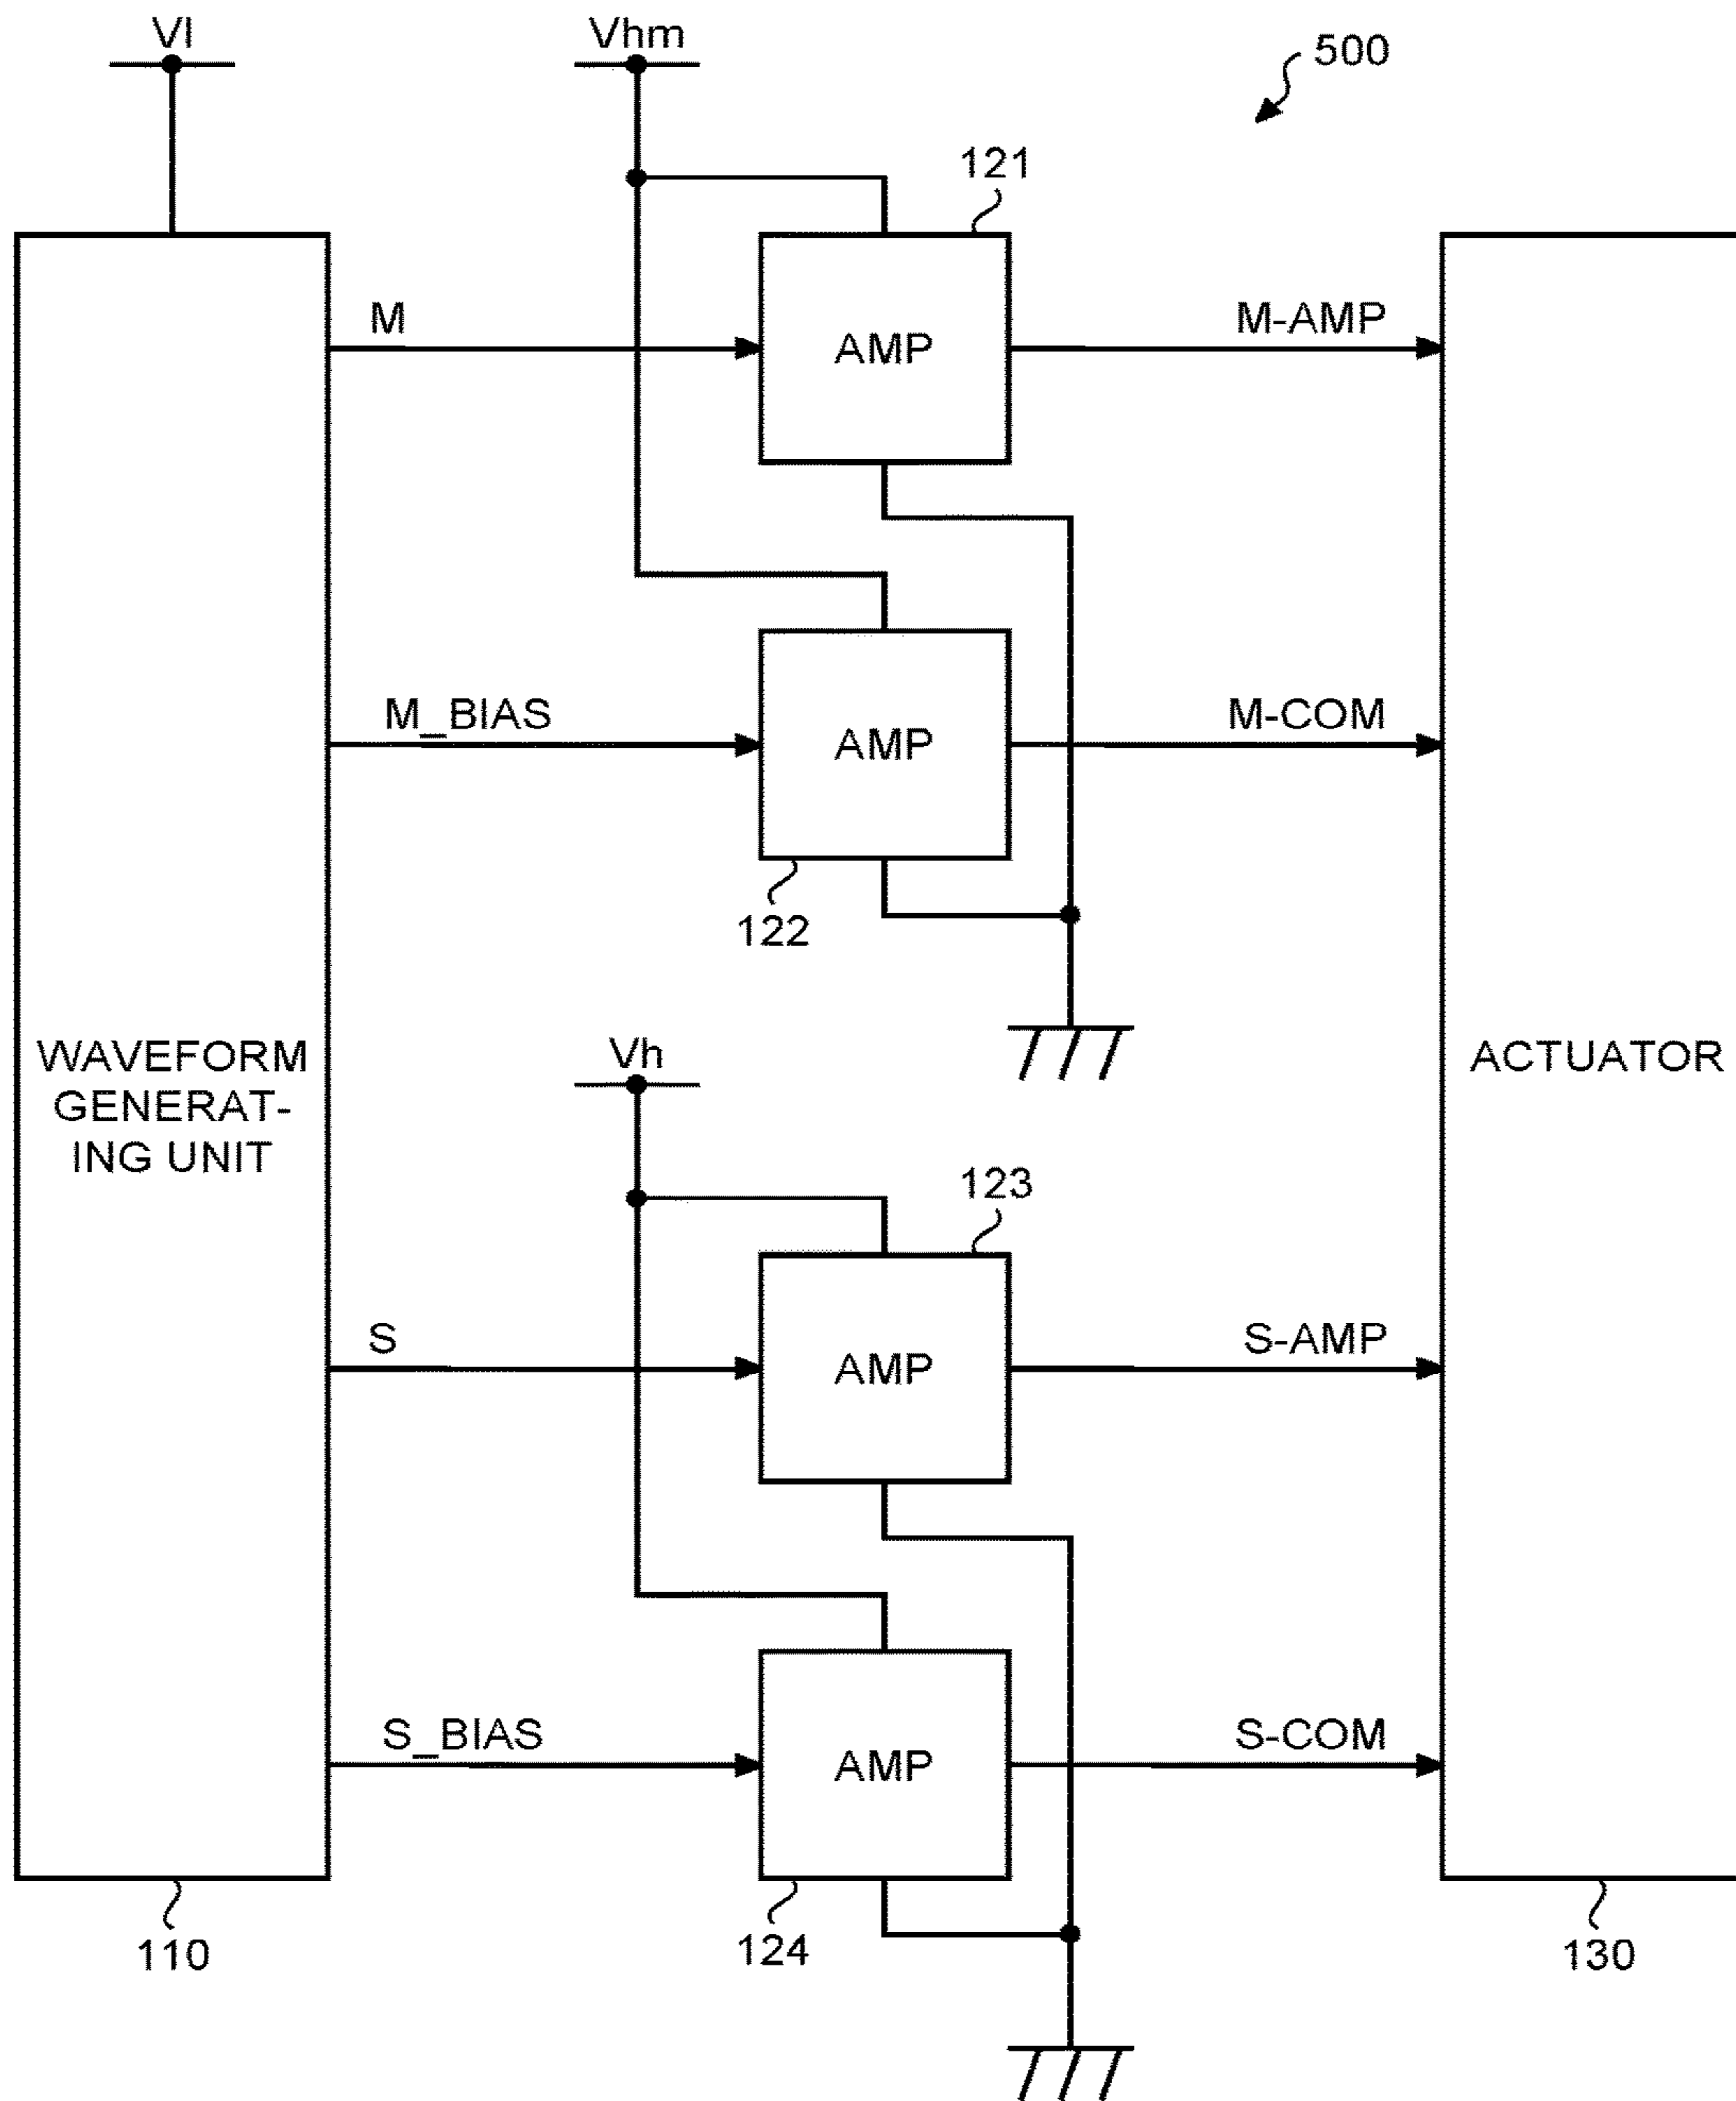 Vl
Vhm
500
121
M
AMP
M-AMP
M_BIAS
AMP
M-COM
122
WAVEFORM
GENERAT-
ING UNIT
Vh
ACTUATOR
123
S
AMP
S-AMP
S_BIAS
AMP
S-COM
110
124
130